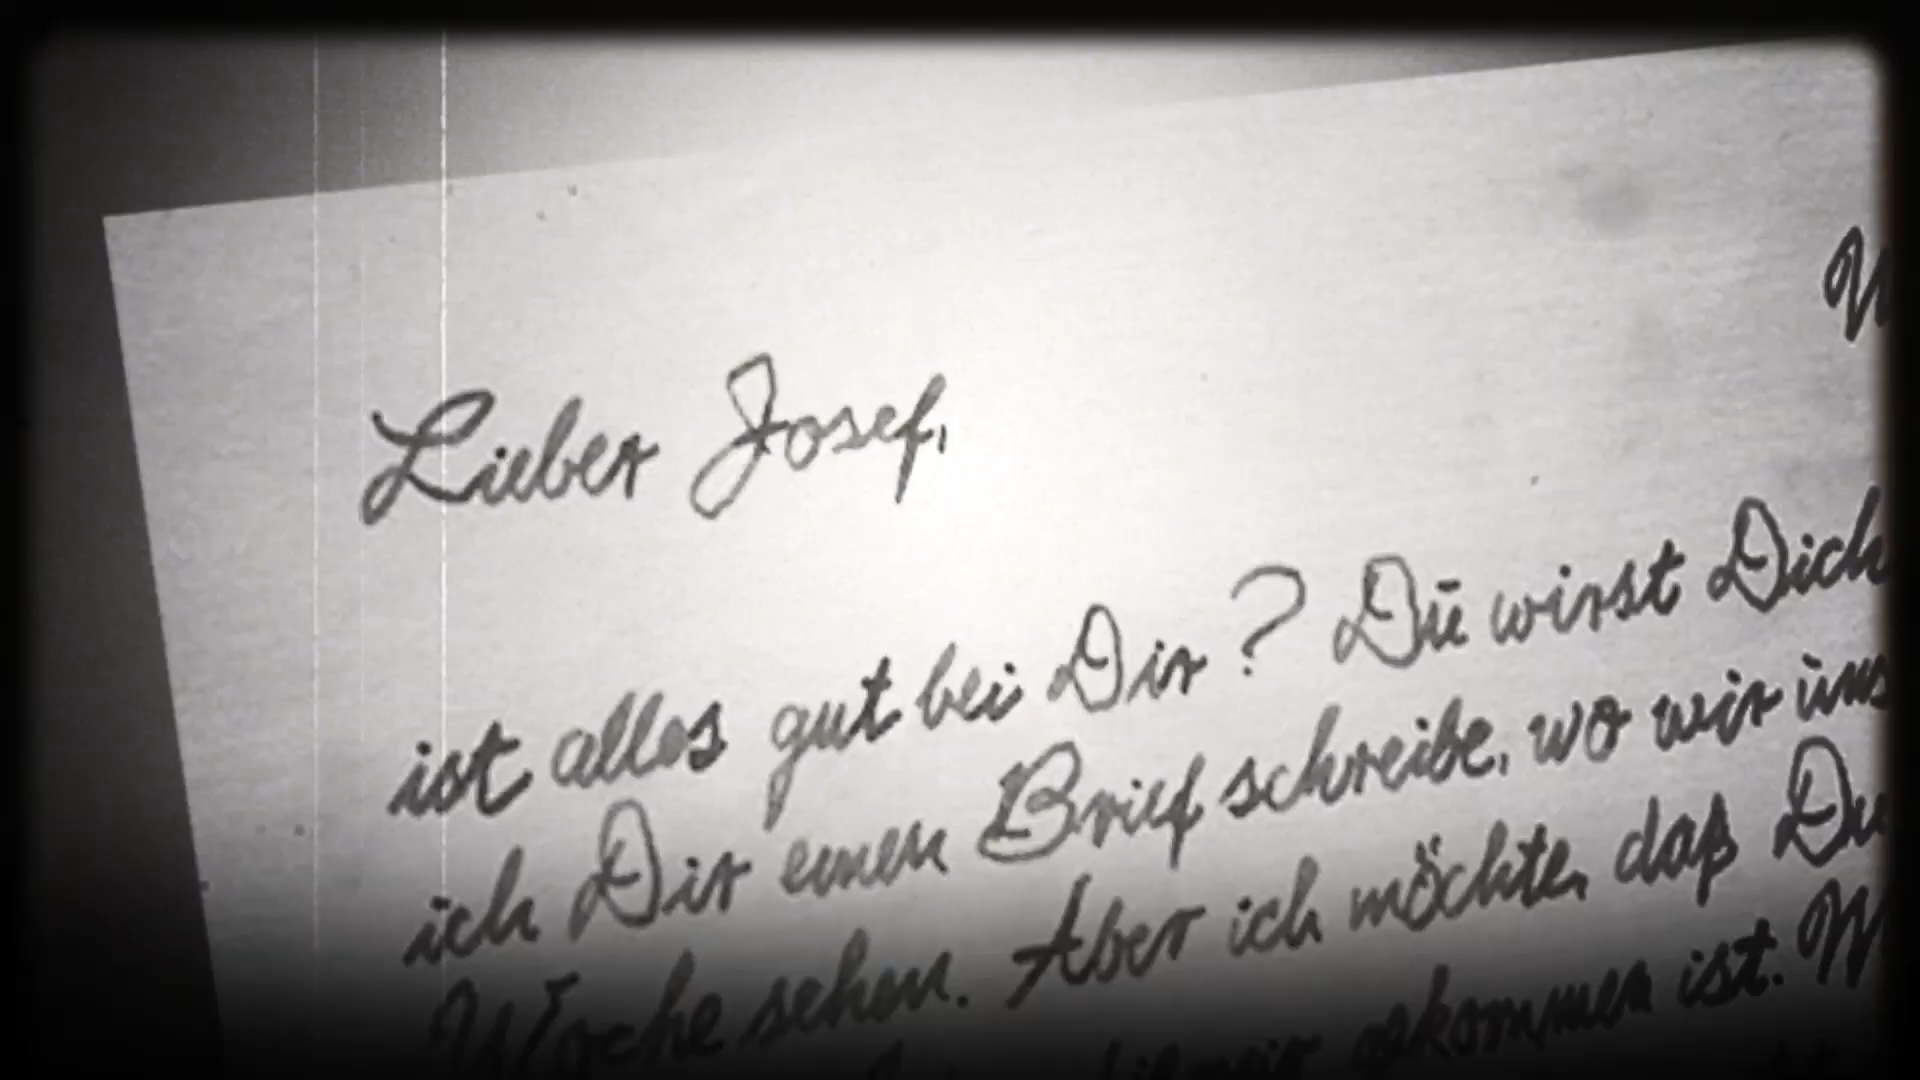 Lieber Josef,
ist alles gut bei Dir? Du wirst Dich
ich Dir einen Brief schreibe, wo wir uns
Woche sehen. Aber ich möchte, daß Du
gekommen ist.